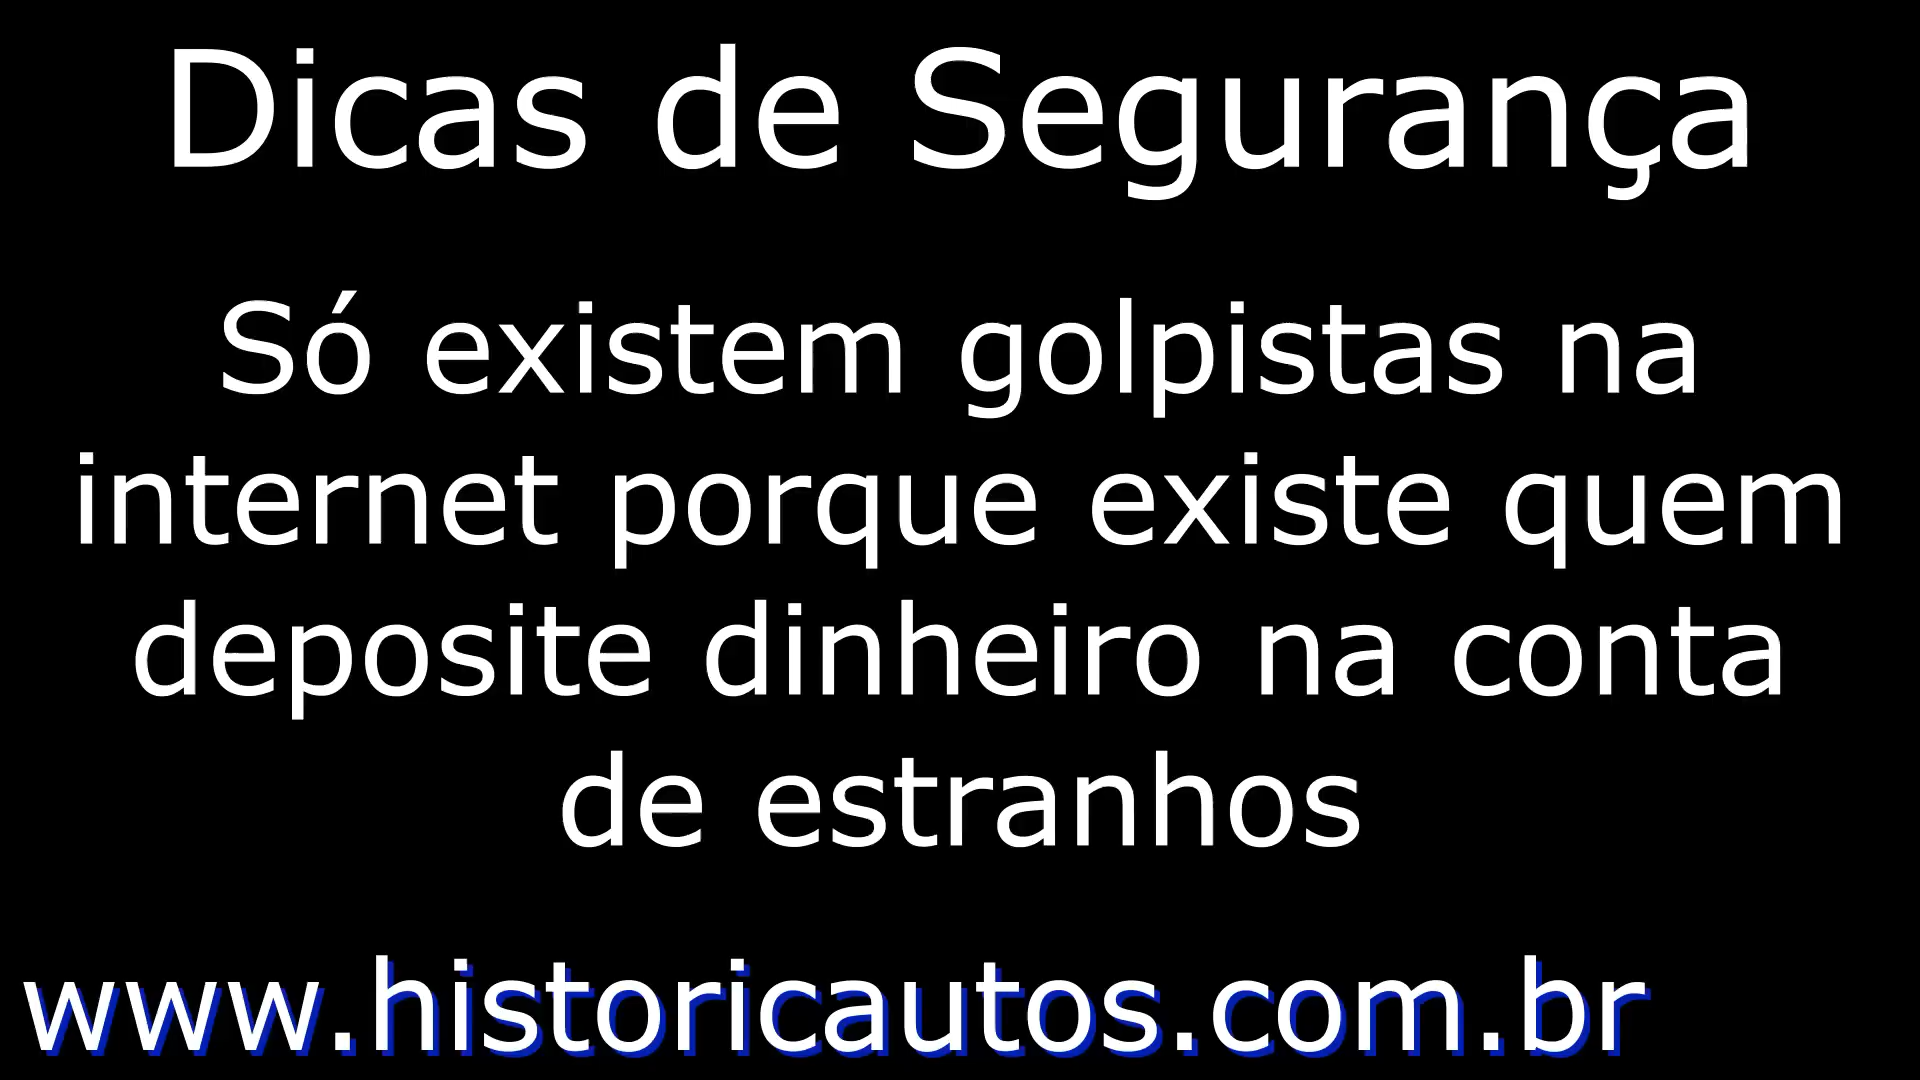 Dicas de Segurança
Só existem golpistas na
internet porque existe quem
deposite dinheiro na conta
de estranhos
www.historicautos.com.br